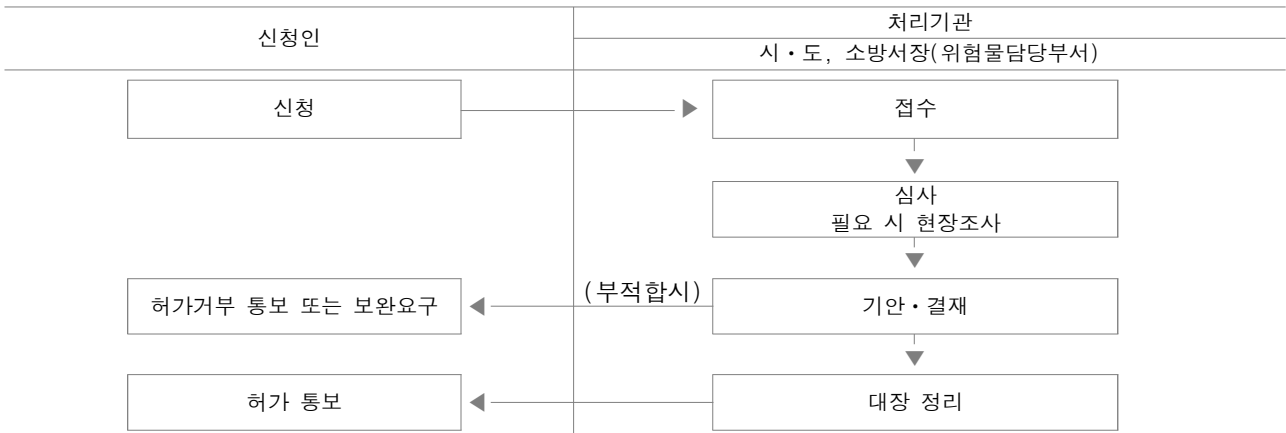 신청인
처리기관
시·도, 소방서장(위험물담당부서)
신청
접수
심사
필요 시 현장조사
허가거부 통보 또는 보완요구
(부적합시)
기안·결재
허가 통보
대장 정리